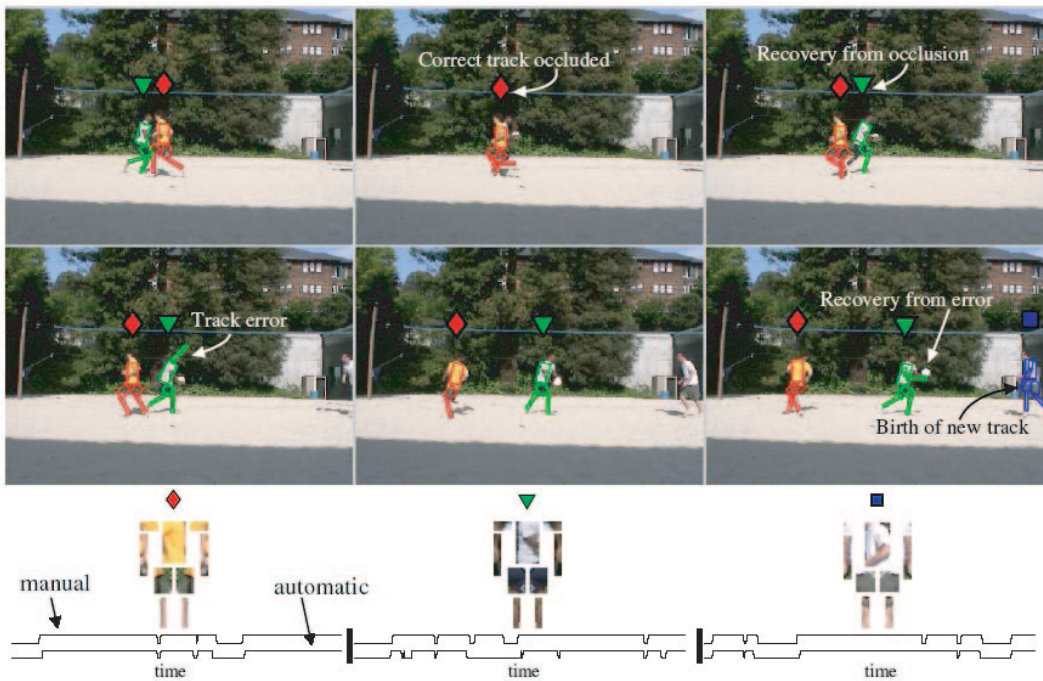 Correct track occluded
Recovery from occlusion
Track error
Recovery from error
Birth of new track
manual
automatic
time
time
time